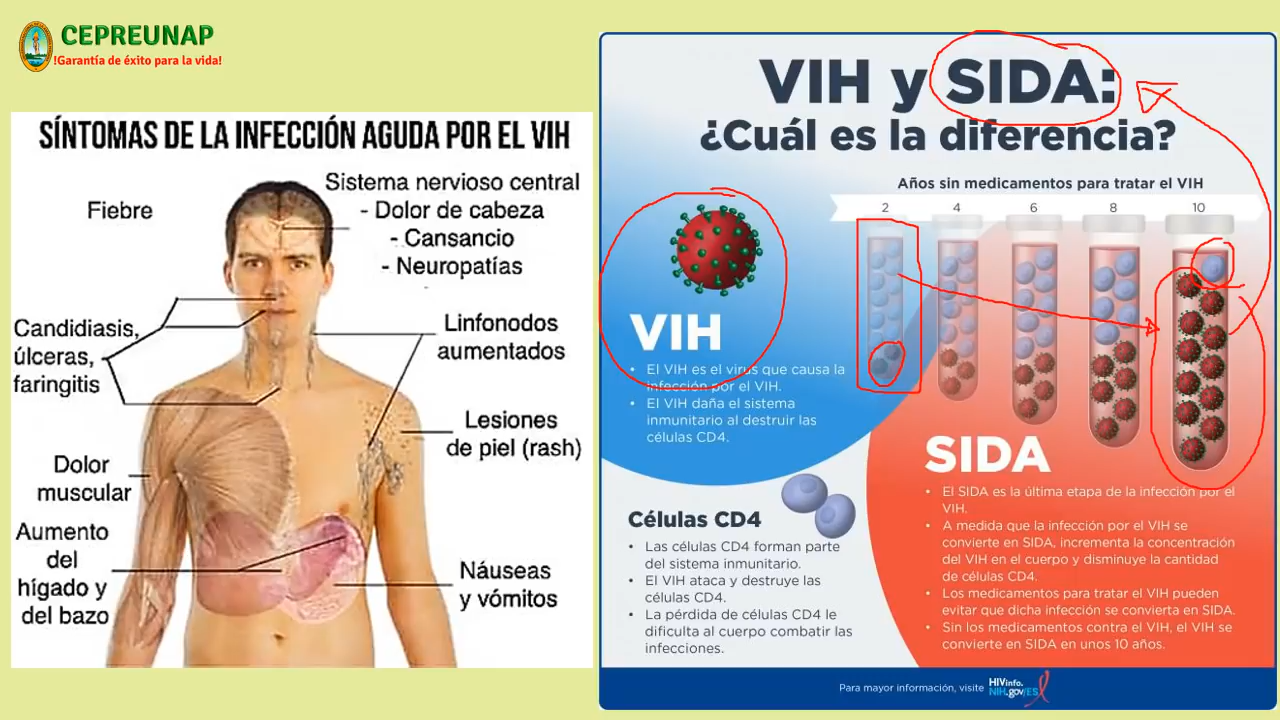 CEPREUNAP
!Garantía de éxito para la vida!
SÍNTOMAS DE LA INFECCIÓN AGUDA POR EL VIH
Fiebre
Sistema nervioso central
- Dolor de cabeza
- Cansancio
- Neuropatías
Candidiasis,
úlceras,
faringitis
Linfonodos
aumentados
Lesiones
de piel (rash)
Dolor
muscular
Aumento
del
hígado y
del bazo
Náuseas
y vómitos
VIH y SIDA:
¿Cuál es la diferencia?
Años sin medicamentos para tratar el VIH
2 4 6 8 10
VIH
• El VIH es el virus que causa la
infección por el VIH.
• El VIH daña el sistema
inmunitario al destruir las
células CD4.
Células CD4
• Las células CD4 forman parte
del sistema inmunitario.
• El VIH ataca y destruye las
células CD4.
• La pérdida de células CD4 le
dificulta al cuerpo combatir las
infecciones.
SIDA
• El SIDA es la última etapa de la infección por el
VIH.
• A medida que la infección por el VIH se
convierte en SIDA, incrementa la concentración
del VIH en el cuerpo y disminuye la cantidad
de células CD4.
• Los medicamentos para tratar el VIH pueden
evitar que dicha infección se convierta en SIDA.
• Sin los medicamentos contra el VIH, el VIH se
convierte en SIDA en unos 10 años.
Para mayor información, visite
HIVinfo.
NIH.gov/ES